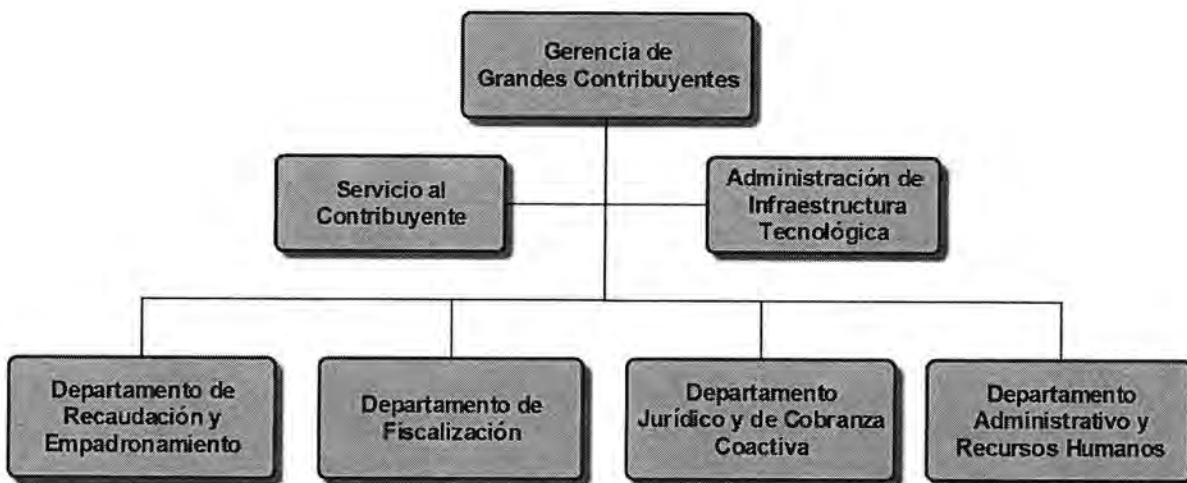 Gerencia de
Grandes Contribuyentes
Servicio al
Contribuyente
Administración de
Infraestructura
Tecnológica
Departamento de
Recaudación y
Empadronamiento
Departamento de
Fiscalización
Departamento
Jurídico y de Cobranza
Coactiva
Departamento
Administrativo y
Recursos Humanos